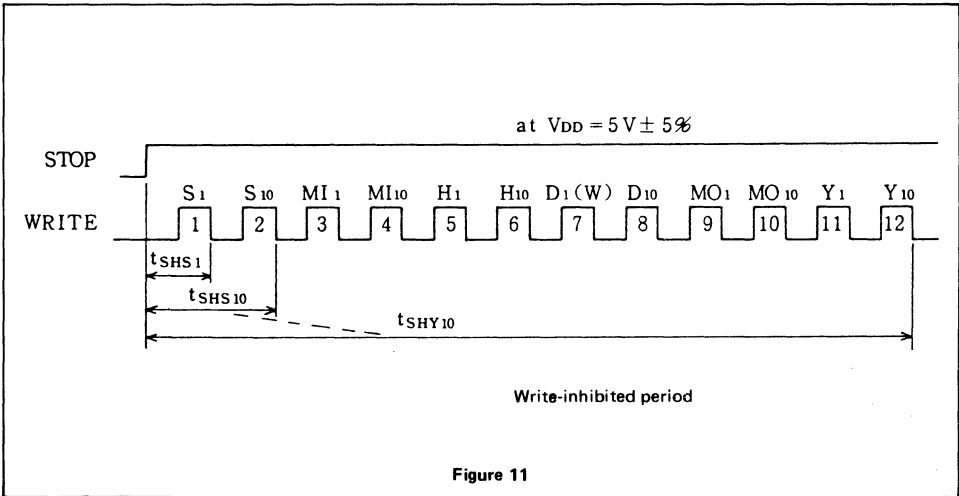 at VDD = 5 V ± 5%
STOP
S1 S10 MI1 MI10 H1 H10 D1(W) D10 MO1 MO10 Y1 Y10
WRITE 1 2 3 4 5 6 7 8 9 10 11 12
tSHS1
tSHS10
tSHY10
Write-inhibited period
Figure 11